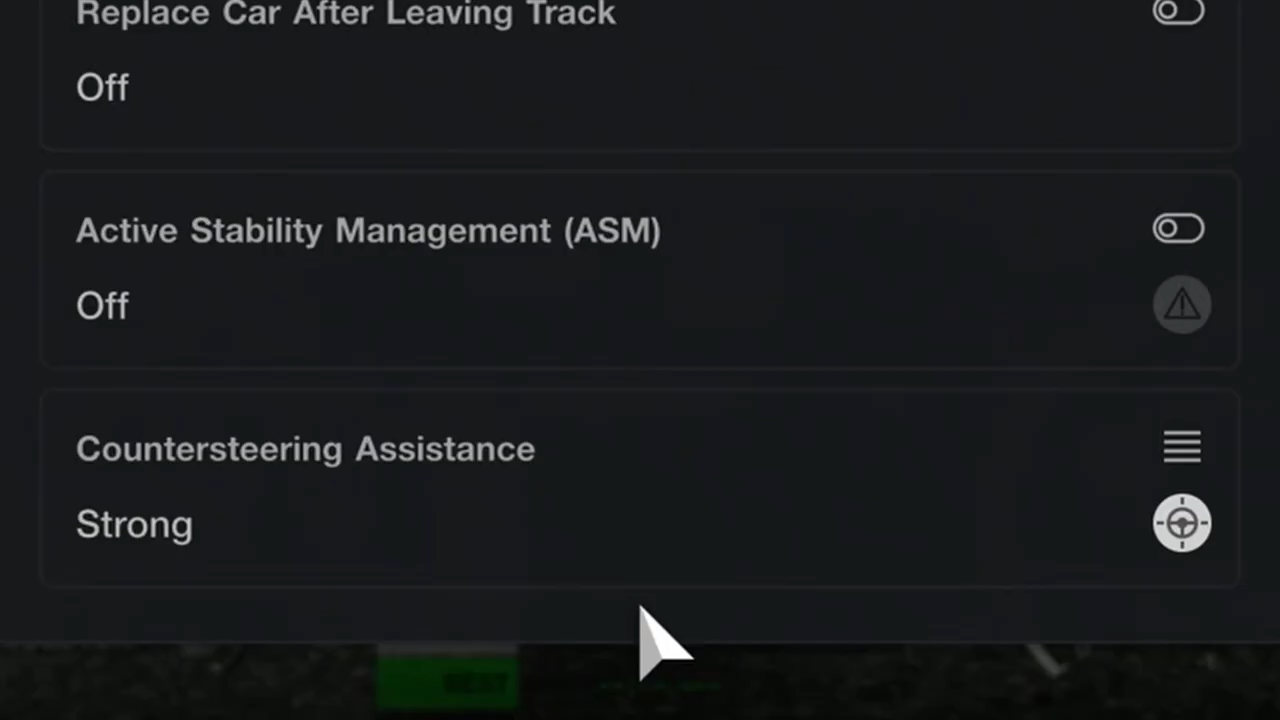 Replace Car After Leaving Track
Off
Active Stability Management (ASM)
Off
Countersteering Assistance
Strong